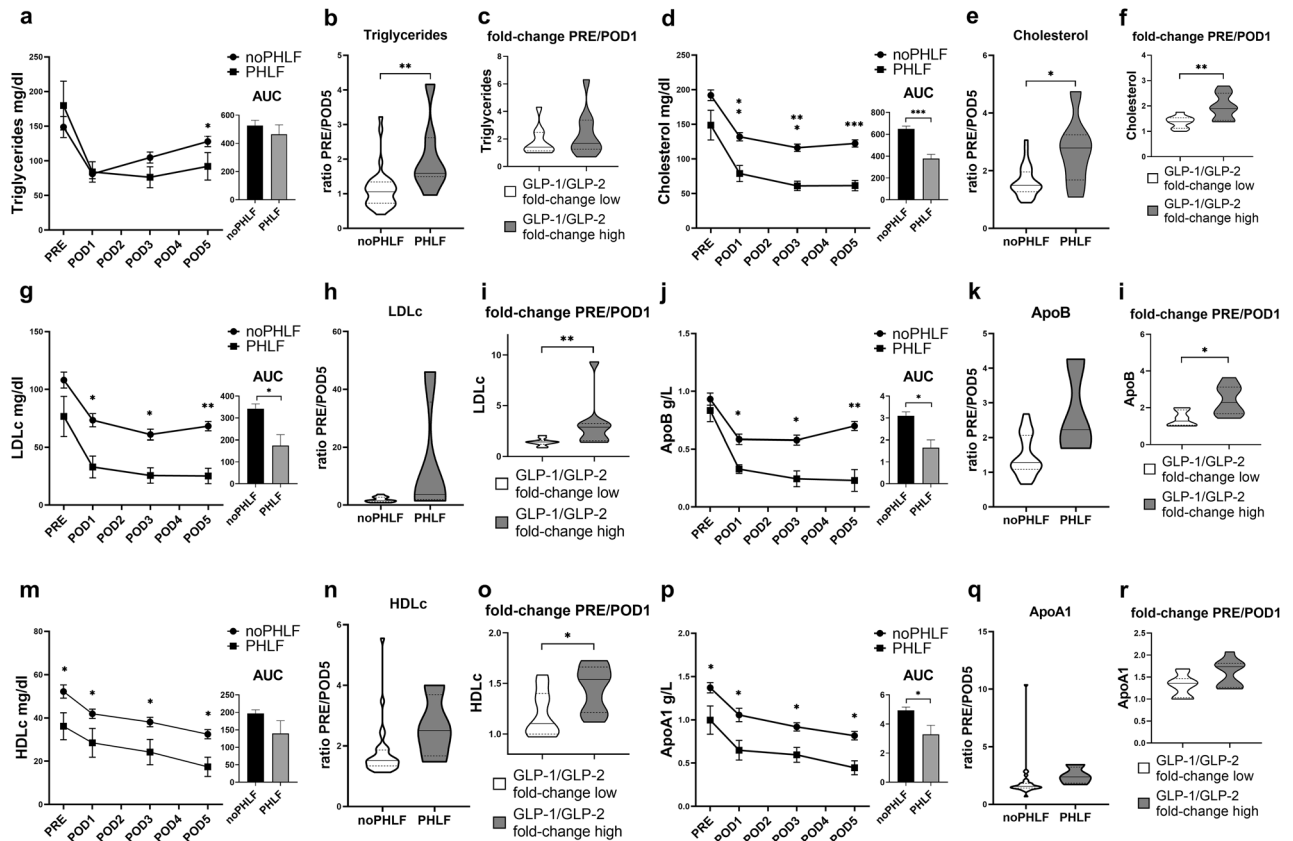 a
Triglycerides mg/dl
250
200
150
100
50
0
PRE
POD1
POD2
POD3
POD4
POD5
*
noPHLF
PHLF
AUC
600
400
200
0
noPHLF
PHLF
b
Triglycerides
ratio PRE/POD5
5
4
3
2
1
0
**
noPHLF
PHLF
c
fold-change PRE/POD1
Triglycerides
8
6
4
2
0
GLP-1/GLP-2
fold-change low
GLP-1/GLP-2
fold-change high
d
Cholesterol mg/dl
250
200
150
100
50
0
PRE
POD1
POD2
POD3
POD4
POD5
*
*
**
*
***
noPHLF
PHLF
AUC
***
800
600
400
200
0
noPHLF
PHLF
e
Cholesterol
ratio PRE/POD5
6
4
2
0
*
noPHLF
PHLF
f
fold-change PRE/POD1
Cholesterol
4
3
2
1
0
**
GLP-1/GLP-2
fold-change low
GLP-1/GLP-2
fold-change high
g
LDLc mg/dl
150
100
50
0
PRE
POD1
POD2
POD3
POD4
POD5
*
*
**
noPHLF
PHLF
AUC
*
400
300
200
100
0
noPHLF
PHLF
h
LDLc
ratio PRE/POD5
60
40
20
0
noPHLF
PHLF
i
fold-change PRE/POD1
LDLc
10
5
0
**
GLP-1/GLP-2
fold-change low
GLP-1/GLP-2
fold-change high
j
ApoB g/L
1.5
1.0
0.5
0.0
PRE
POD1
POD2
POD3
POD4
POD5
*
*
**
noPHLF
PHLF
AUC
*
4
3
2
1
0
noPHLF
PHLF
k
ApoB
ratio PRE/POD5
5
4
3
2
1
0
noPHLF
PHLF
i
fold-change PRE/POD1
ApoB
6
4
2
0
*
GLP-1/GLP-2
fold-change low
GLP-1/GLP-2
fold-change high
m
HDLc mg/dl
80
60
40
20
0
PRE
POD1
POD2
POD3
POD4
POD5
*
*
*
*
noPHLF
PHLF
AUC
250
200
150
100
50
0
noPHLF
PHLF
n
HDLc
ratio PRE/POD5
6
4
2
0
noPHLF
PHLF
o
fold-change PRE/POD1
HDLc
2.0
1.5
1.0
*
GLP-1/GLP-2
fold-change low
GLP-1/GLP-2
fold-change high
p
ApoA1 g/L
2.0
1.5
1.0
0.5
0.0
PRE
POD1
POD2
POD3
POD4
POD5
*
*
*
*
noPHLF
PHLF
AUC
*
6
4
2
0
noPHLF
PHLF
q
ApoA1
ratio PRE/POD5
15
10
5
0
noPHLF
PHLF
r
fold-change PRE/POD1
ApoA1
2.5
2.0
1.5
1.0
0.5
0.0
GLP-1/GLP-2
fold-change low
GLP-1/GLP-2
fold-change high